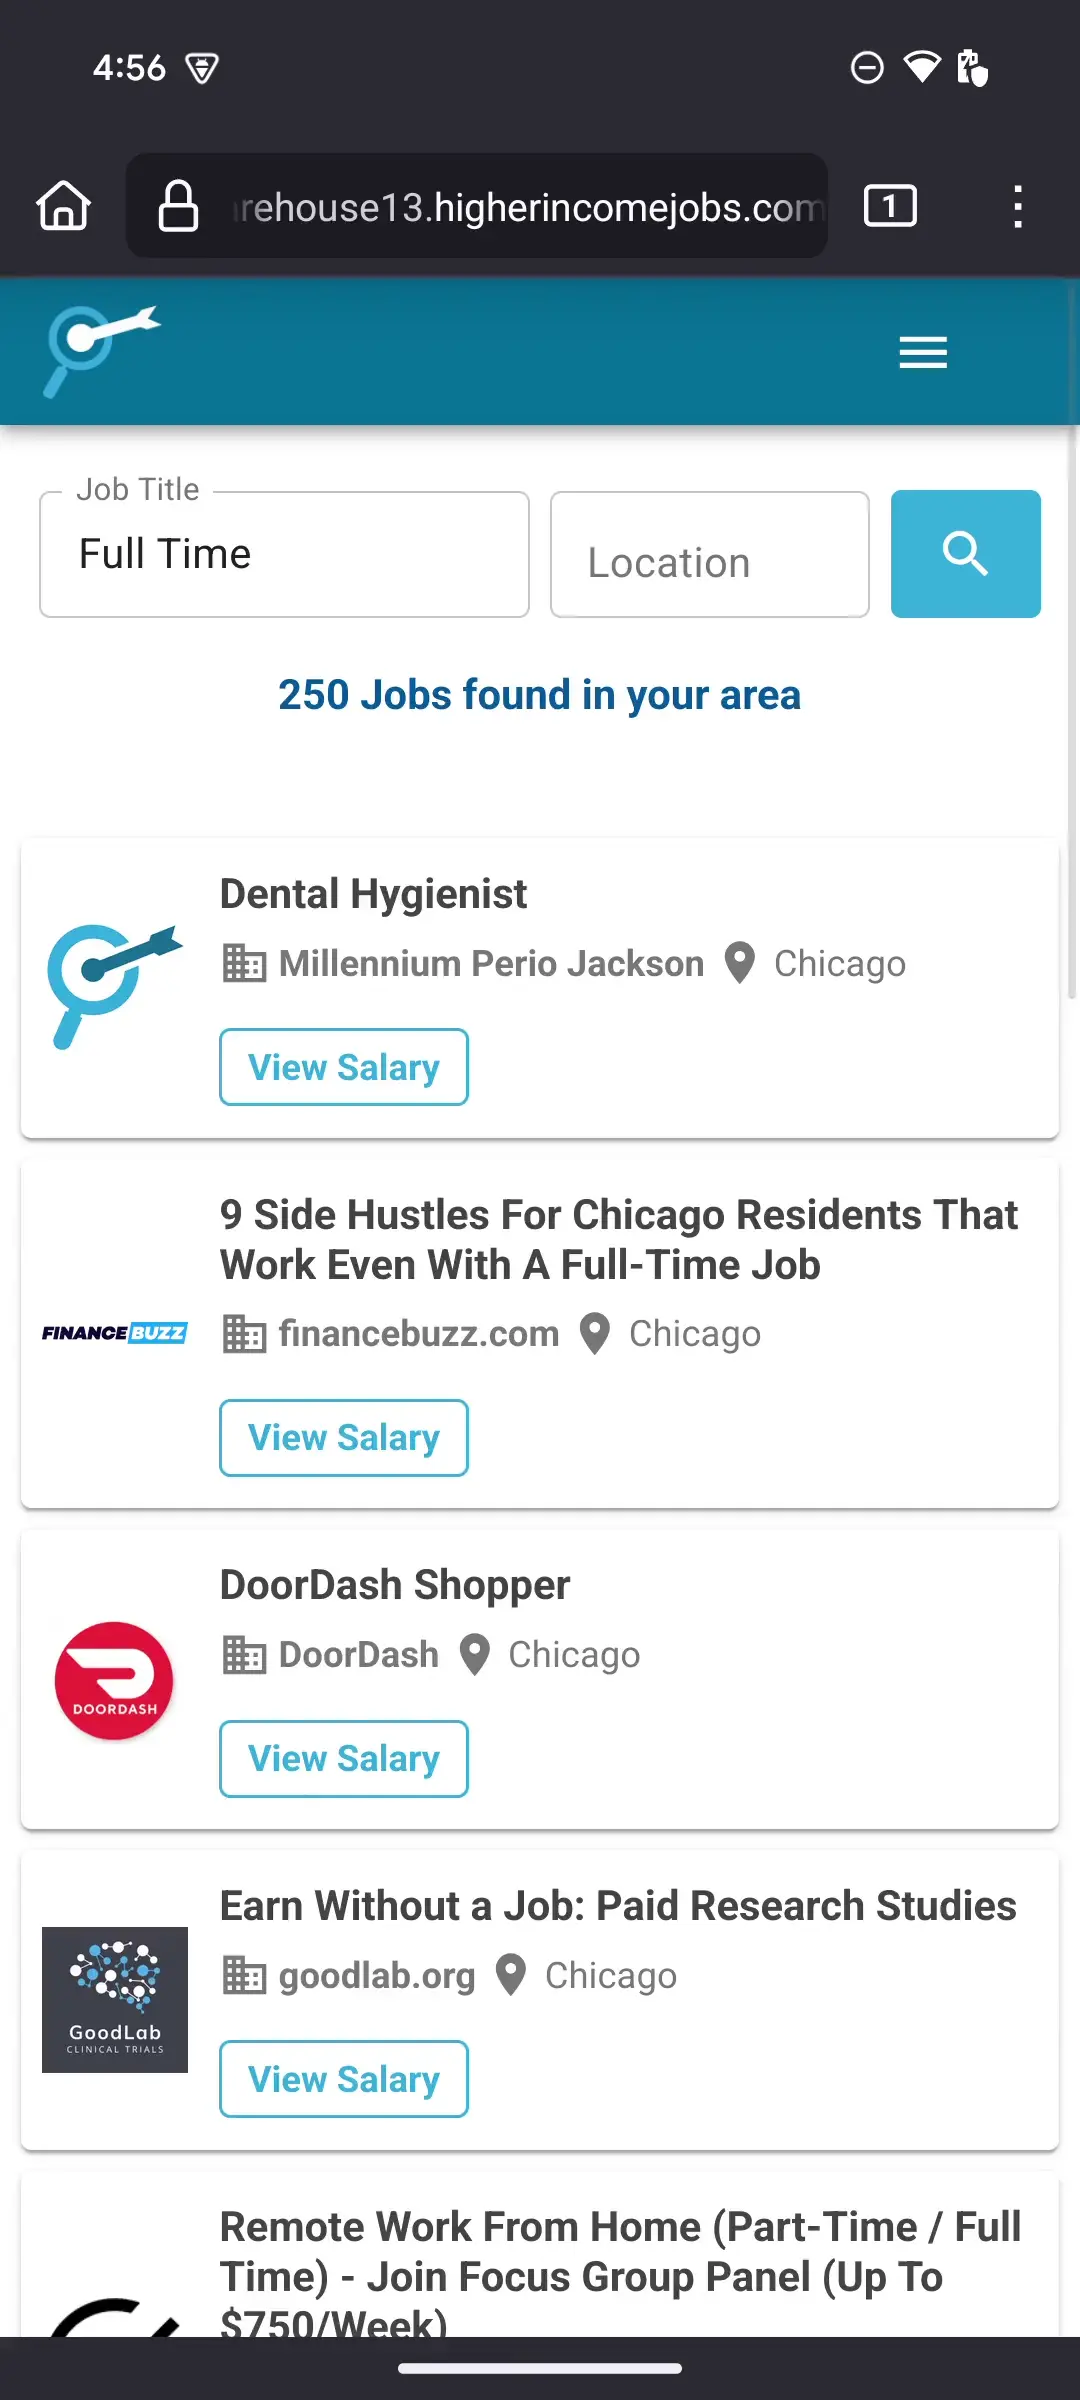 4:56
rehouse13.higherincomejobs.com
1
Job Title
Full Time
Location
250 Jobs found in your area
Dental Hygienist
Millennium Perio Jackson Chicago
View Salary
9 Side Hustles For Chicago Residents That
Work Even With A Full-Time Job
FINANCEBUZZ
financebuzz.com Chicago
View Salary
DoorDash Shopper
DoorDash Chicago
DOORDASH
View Salary
Earn Without a Job: Paid Research Studies
goodlab.org Chicago
GoodLab
CLINICAL TRIALS
View Salary
Remote Work From Home (Part-Time / Full
Time) - Join Focus Group Panel (Up To
$750/Week)